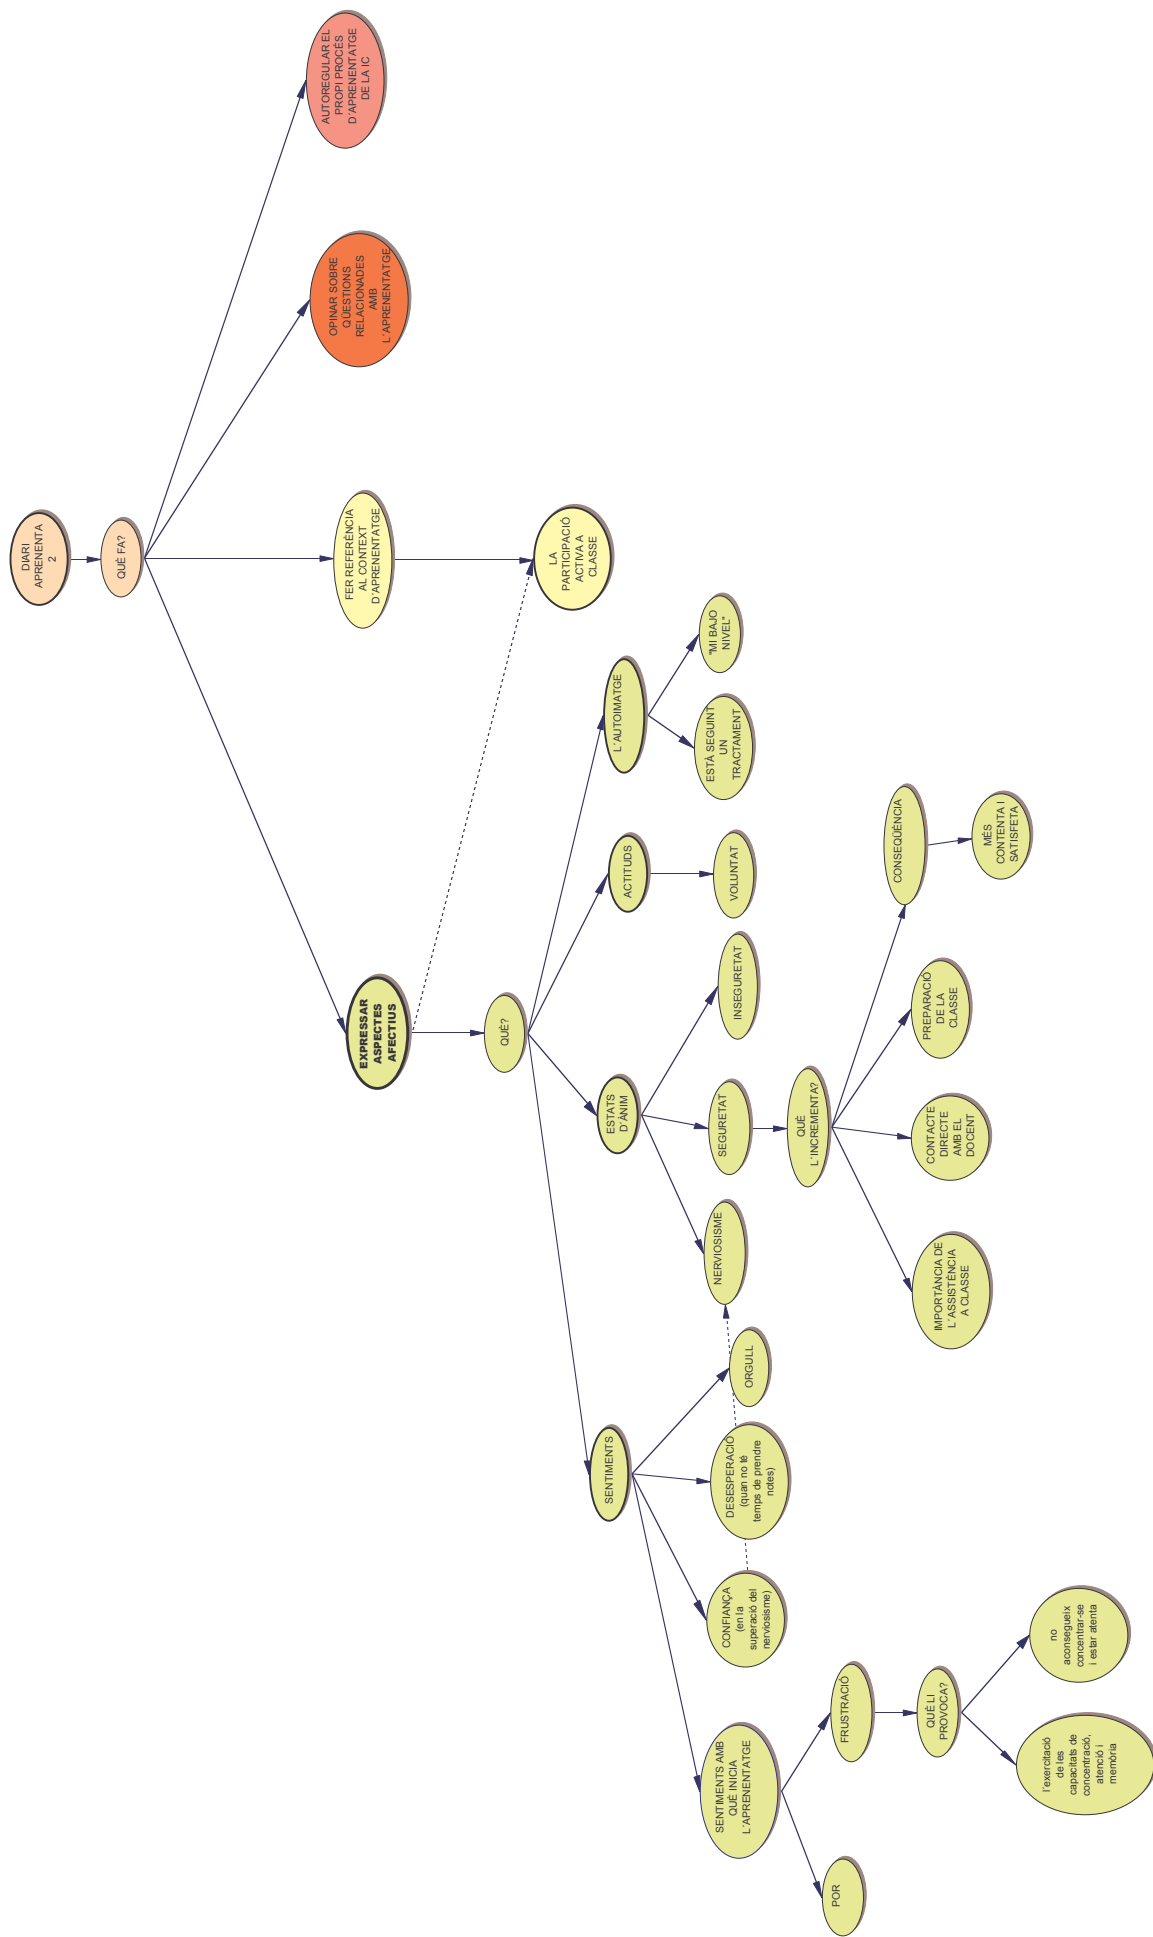 DIARI
APRENENTA
2
QUÈ FA?
EXPRESSAR
ASPECTES
AFECTIUS
FER REFERÈNCIA
AL CONTEXT
D´APRENENTATGE
OPINAR SOBRE
QÜESTIONS
RELACIONADES
AMB
L´APRENENTATGE
AUTOREGULAR EL
PROPI PROCÉS
D´APRENENTATGE
DE LA IC
QUÈ?
LA
PARTICIPACIÓ
ACTIVA A
CLASSE
SENTIMENTS
ESTATS
D´ÀNIM
ACTITUDS
L´AUTOIMATGE
SENTIMENTS AMB
QUÈ INICIA
L´APRENENTATGE
CONFIANÇA
(en la
superació del
nerviosisme)
DESESPERACIÓ
(quan no té
temps de prendre
notes)
ORGULL
NERVIOSISME
SEGURETAT
INSEGURETAT
VOLUNTAT
ESTÀ SEGUINT
UN
TRACTAMENT
"MI BAJO
NIVEL"
POR
FRUSTRACIÓ
QUÈ
L´INCREMENTA?
QUÈ LI
PROVOCA?
IMPORTÀNCIA DE
L´ASSISTÈNCIA
A CLASSE
CONTACTE
DIRECTE
AMB EL
DOCENT
PREPARACIÓ
DE LA
CLASSE
CONSEQÜÈNCIA
MÉS
CONTENTA I
SATISFETA
l´exercitació
de les
capacitats de
concentració,
atenció i
memòria
no
aconsegueix
concentrar-se
i estar atenta